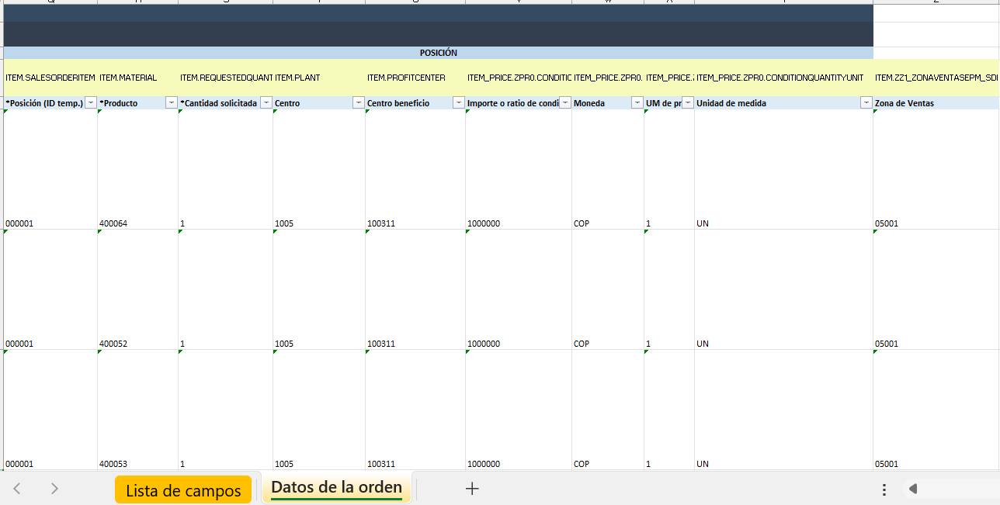 POSICIÓN
ITEM.SALESORDERITEM ITEM.MATERIAL ITEM.REQUESTEDQUANT ITEM.PLANT ITEM.PROFITCENTER ITEM_PRICE.ZPR0.CONDITIC ITEM_PRICE.ZPR0. ITEM_PRICE.: ITEM_PRICE.ZPR0.CONDITIONQUANTITYUNIT ITEM.ZZ1_ZONAVENTASEPM_SDI
*Posición (ID temp.) *Producto *Cantidad solicitada Centro Centro beneficio Importe o ratio de condi Moneda UM de pr Unidad de medida Zona de Ventas
000001 400064 1 1005 100311 1000000 COP 1 UN 05001
000001 400052 1 1005 100311 1000000 COP 1 UN 05001
000001 400053 1 1005 100311 1000000 COP 1 UN 05001
Lista de campos Datos de la orden